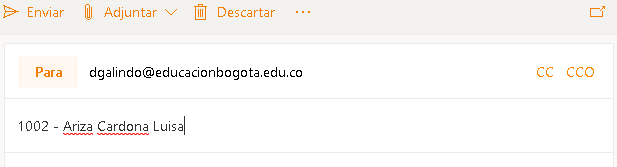 Enviar Adjuntar Descartar ...
Para dgalindo@educacionbogota.edu.co CC CCO
1002 - Ariza Cardona Luisa